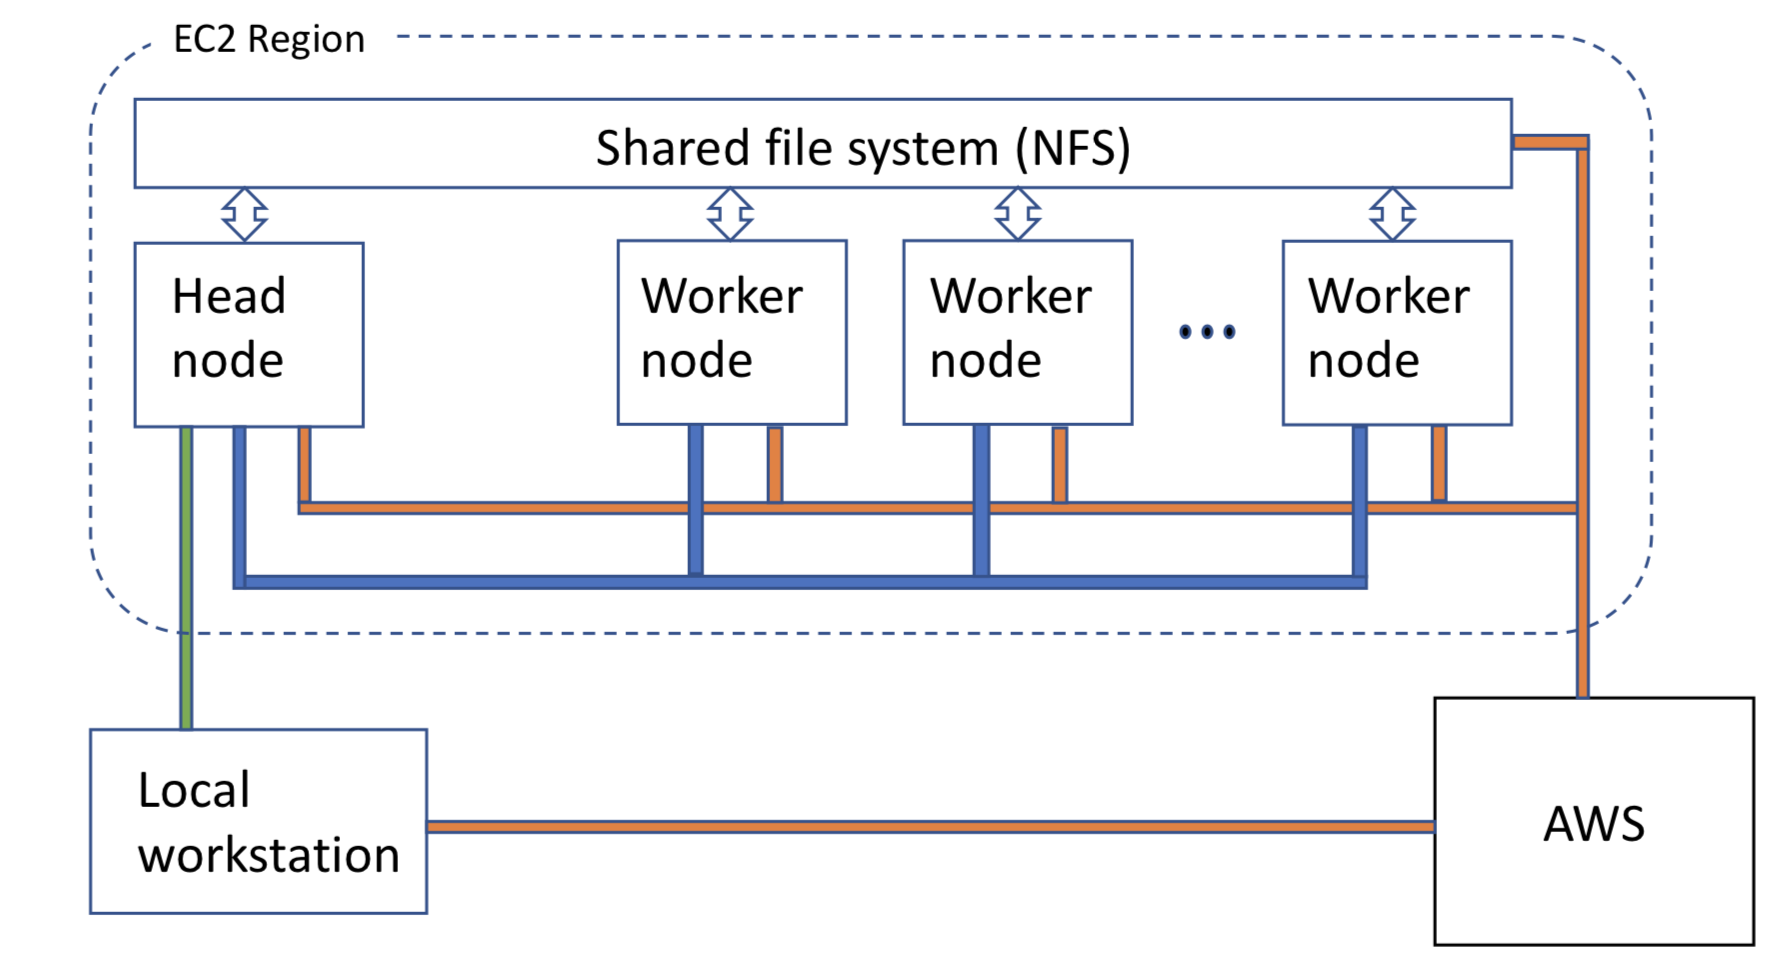 EC2 Region
Shared file system (NFS)
Head
node
Worker
node
Worker
node
Worker
node
Local
workstation
AWS